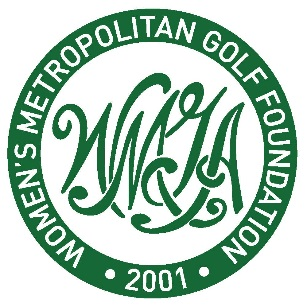 WOMEN'S METROPOLITAN GOLF FOUNDATION
WMGA
• 2001 •